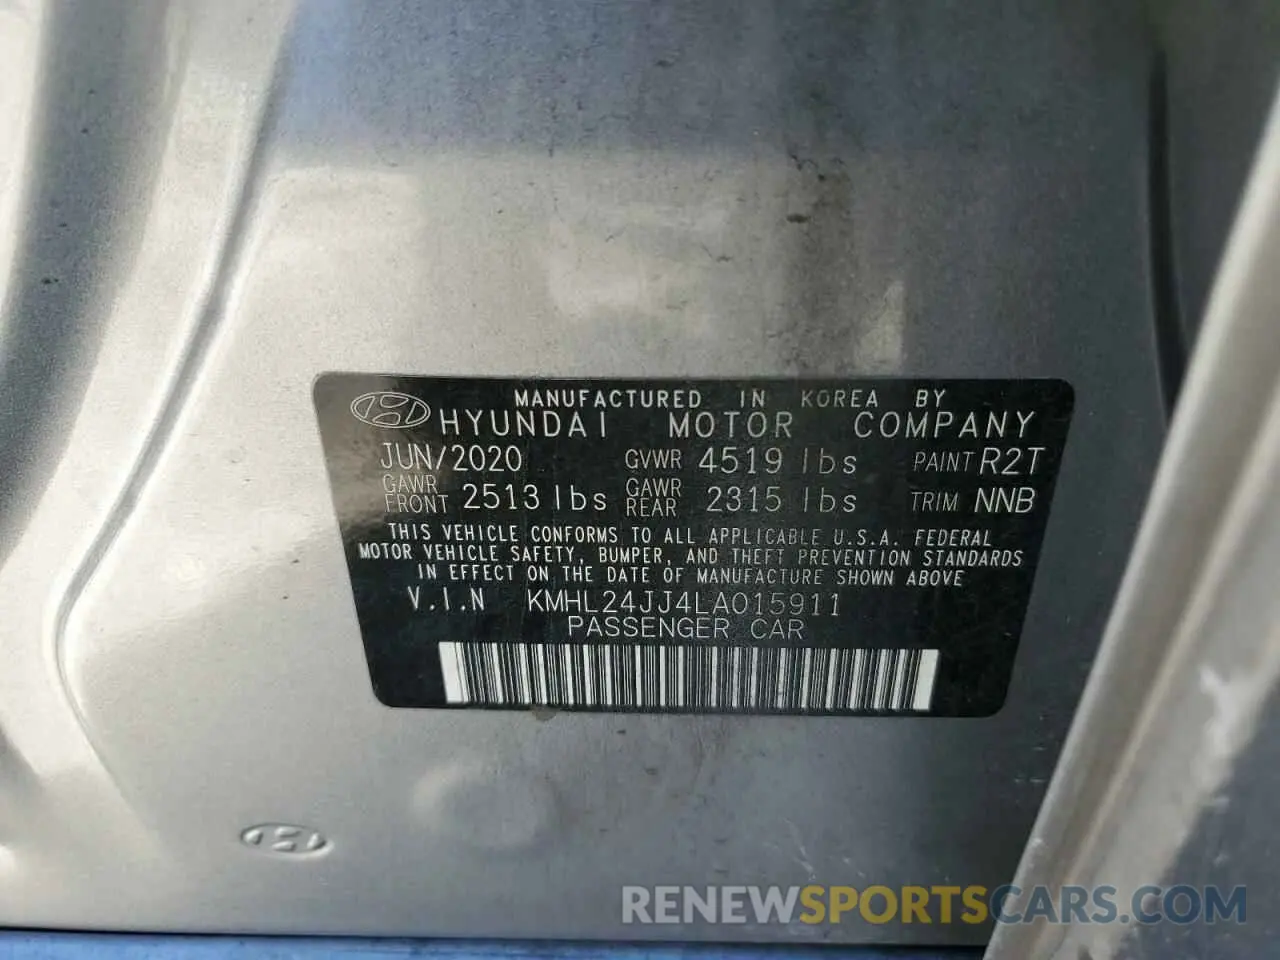 MANUFACTURED IN KOREA BY
HYUNDAI MOTOR COMPANY
JUN/2020 GVWR 4519 lbs PAINT R2T
GAWR FRONT 2513 lbs GAWR REAR 2315 lbs TRIM NNB
THIS VEHICLE CONFORMS TO ALL APPLICABLE U.S.A. FEDERAL
MOTOR VEHICLE SAFETY, BUMPER, AND THEFT PREVENTION STANDARDS
IN EFFECT ON THE DATE OF MANUFACTURE SHOWN ABOVE
V.I.N KMHL24JJ4LA015911
PASSENGER CAR
RENEWSPORTSCARS.COM